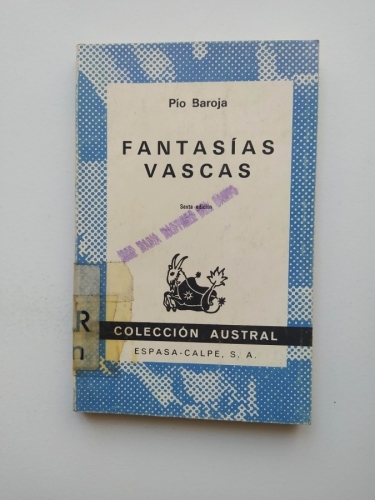 Pío Baroja
FANTASÍAS
VASCAS
Sexta edición
R
n
COLECCIÓN AUSTRAL
ESPASA-CALPE, S. A.